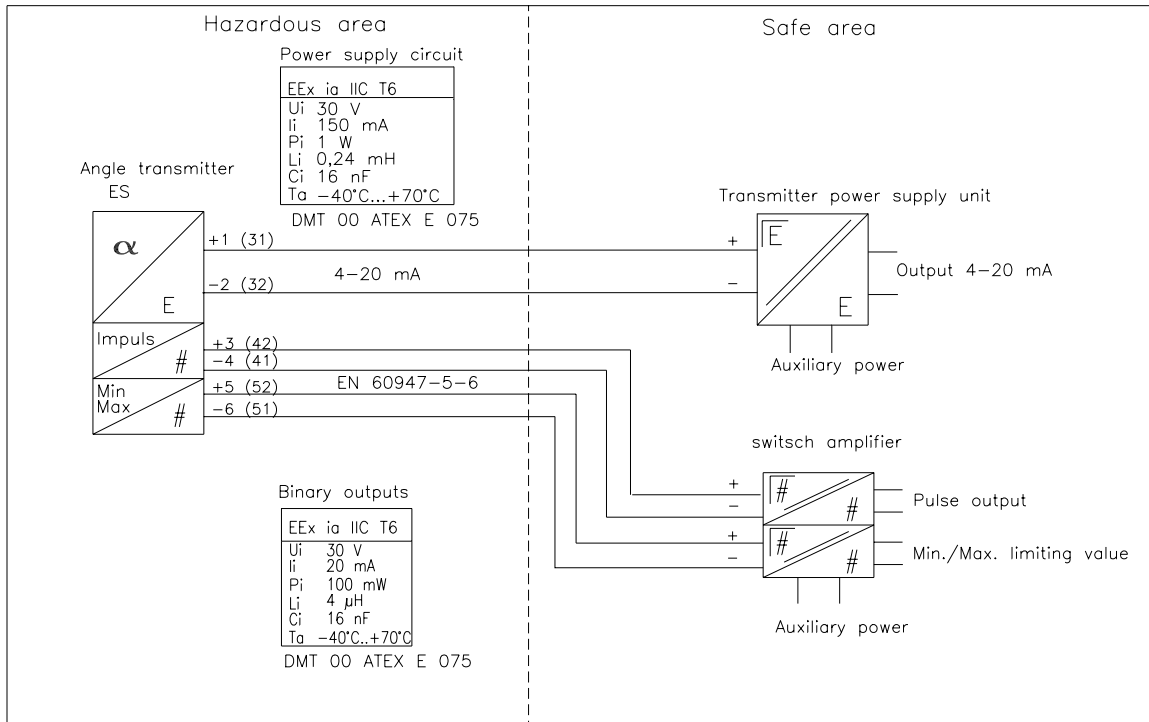 Hazardous area
Safe area
Power supply circuit
EEx ia IIC T6
Ui 30 V
Ii 150 mA
Pi 1 W
Li 0,24 mH
Ci 16 nF
Ta -40°C...+70°C
DMT 00 ATEX E 075
Angle transmitter
ES
α
E
+1 (31)
-2 (32)
4-20 mA
Impuls
#
+3 (42)
-4 (41)
Min
Max
#
+5 (52)
-6 (51)
EN 60947-5-6
Transmitter power supply unit
+
-
E
E
Output 4-20 mA
Auxiliary power
switsch amplifier
+
-
#
#
Pulse output
+
-
#
#
Min./Max. limiting value
Auxiliary power
Binary outputs
EEx ia IIC T6
Ui 30 V
Ii 20 mA
Pi 100 mW
Li 4 µH
Ci 16 nF
Ta -40°C..+70°C
DMT 00 ATEX E 075